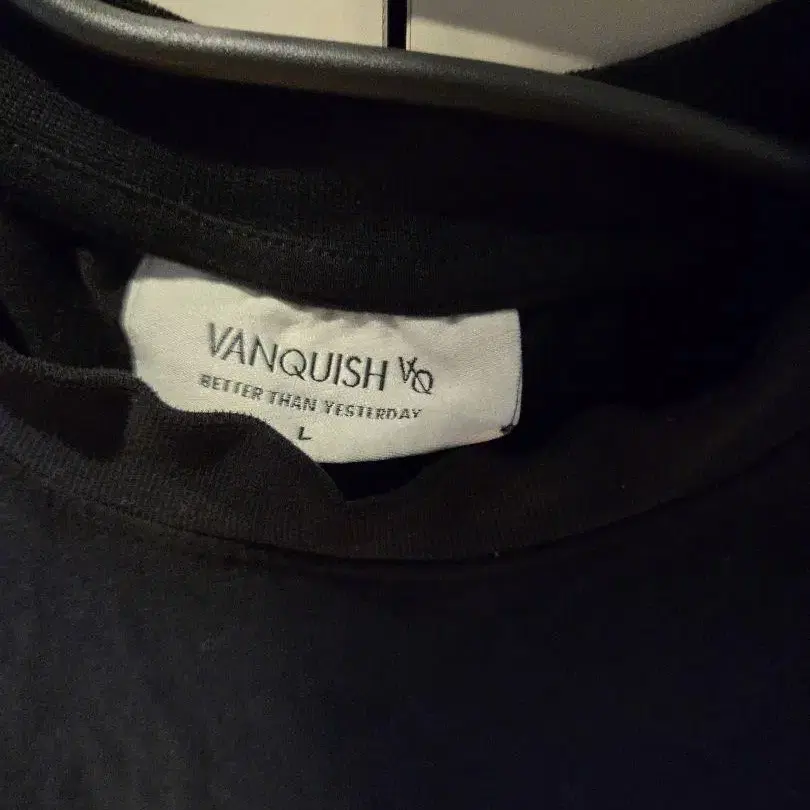 VANQUISH VQ
BETTER THAN YESTERDAY
L